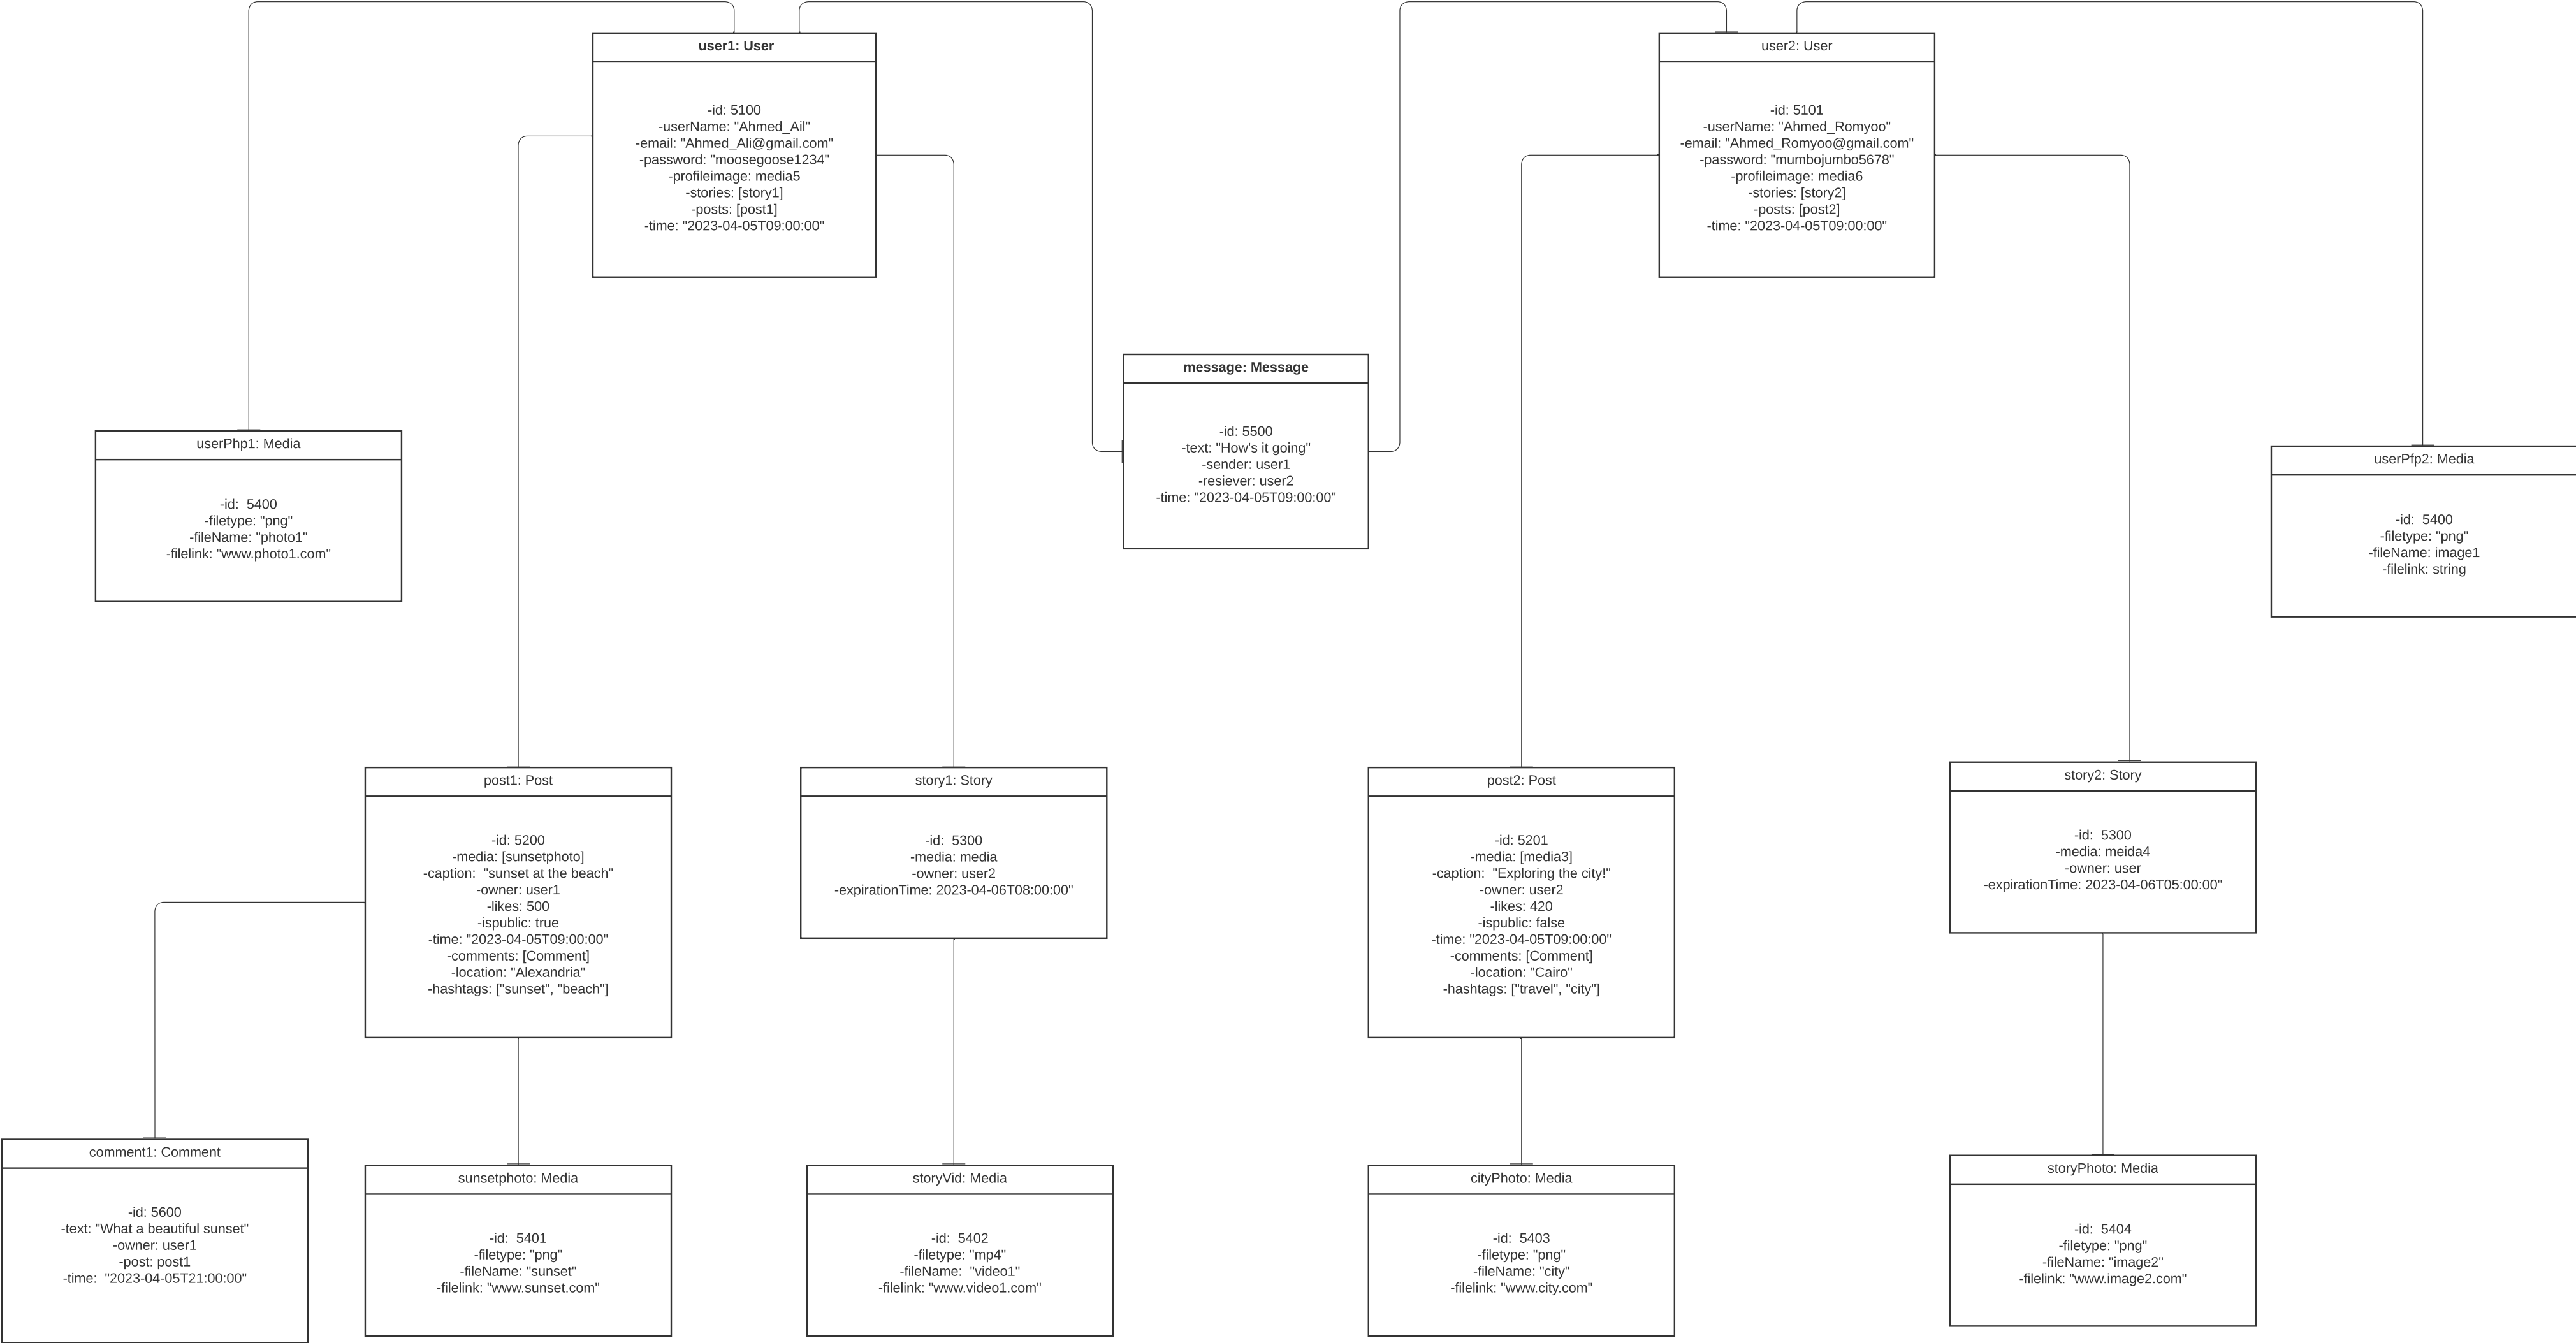 user1: User
-id: 5100
-userName: "Ahmed_Ail"
-email: "Ahmed_Ali@gmail.com"
-password: "moosegoose1234"
-profileimage: media5
-stories: [story1]
-posts: [post1]
-time: "2023-04-05T09:00:00"
user2: User
-id: 5101
-userName: "Ahmed_Romyoo"
-email: "Ahmed_Romyoo@gmail.com"
-password: "mumbojumbo5678"
-profileimage: media6
-stories: [story2]
-posts: [post2]
-time: "2023-04-05T09:00:00"
message: Message
-id: 5500
-text: "How's it going"
-sender: user1
-resiever: user2
-time: "2023-04-05T09:00:00"
userPhp1: Media
-id:  5400
-filetype: "png"
-fileName: "photo1"
-filelink: "www.photo1.com"
userPfp2: Media
-id:  5400
-filetype: "png"
-fileName: image1
-filelink: string
post1: Post
-id: 5200
-media: [sunsetphoto]
-caption:  "sunset at the beach"
-owner: user1
-likes: 500
-ispublic: true
-time: "2023-04-05T09:00:00"
-comments: [Comment]
-location: "Alexandria"
-hashtags: ["sunset", "beach"]
story1: Story
-id:  5300
-media: media
-owner: user2
-expirationTime: 2023-04-06T08:00:00"
post2: Post
-id: 5201
-media: [media3]
-caption:  "Exploring the city!"
-owner: user2
-likes: 420
-ispublic: false
-time: "2023-04-05T09:00:00"
-comments: [Comment]
-location: "Cairo"
-hashtags: ["travel", "city"]
story2: Story
-id:  5300
-media: meida4
-owner: user
-expirationTime: 2023-04-06T05:00:00"
comment1: Comment
-id: 5600
-text: "What a beautiful sunset"
-owner: user1
-post: post1
-time:  "2023-04-05T21:00:00"
sunsetphoto: Media
-id:  5401
-filetype: "png"
-fileName: "sunset"
-filelink: "www.sunset.com"
storyVid: Media
-id:  5402
-filetype: "mp4"
-fileName:  "video1"
-filelink: "www.video1.com"
cityPhoto: Media
-id:  5403
-filetype: "png"
-fileName: "city"
-filelink: "www.city.com"
storyPhoto: Media
-id:  5404
-filetype: "png"
-fileName: "image2"
-filelink: "www.image2.com"